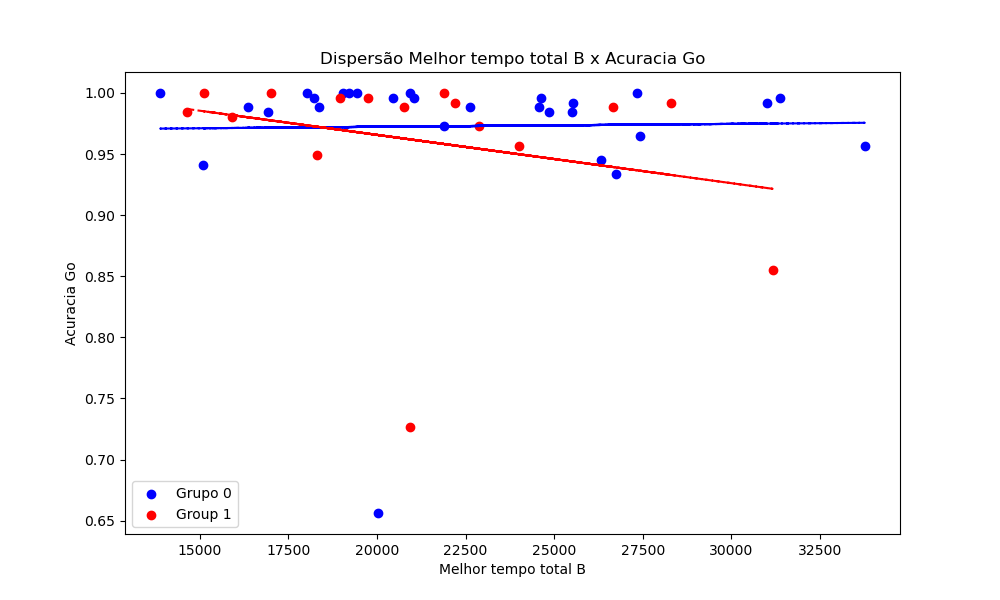 Dispersão Melhor tempo total B x Acuracia Go
Acuracia Go
1.00
0.95
0.90
0.85
0.80
0.75
0.70
0.65
Grupo 0
Group 1
15000 17500 20000 22500 25000 27500 30000 32500
Melhor tempo total B